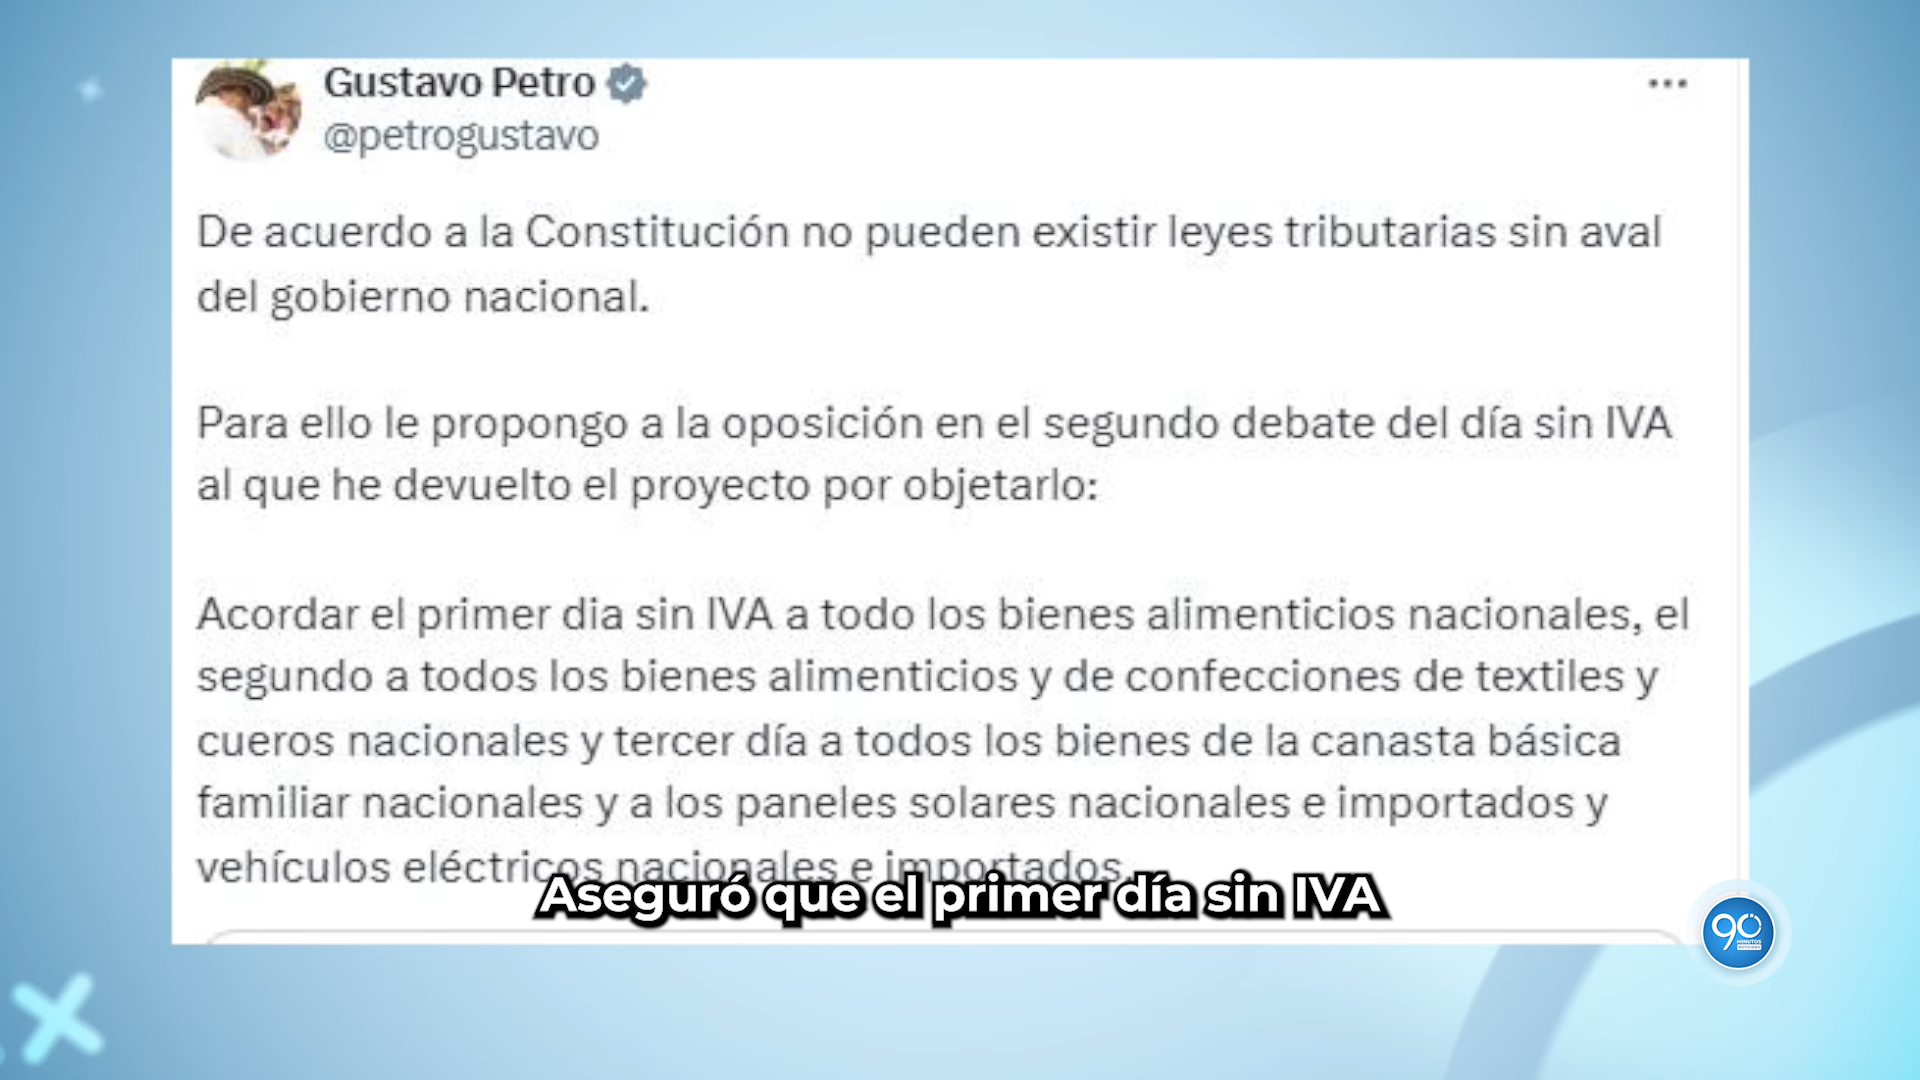 Gustavo Petro
@petrogustavo
De acuerdo a la Constitución no pueden existir leyes tributarias sin aval
del gobierno nacional.
Para ello le propongo a la oposición en el segundo debate del día sin IVA
al que he devuelto el proyecto por objetarlo:
Acordar el primer dia sin IVA a todo los bienes alimenticios nacionales, el
segundo a todos los bienes alimenticios y de confecciones de textiles y
cueros nacionales y tercer día a todos los bienes de la canasta básica
familiar nacionales y a los paneles solares nacionales e importados y
vehículos eléctricos nacionales e importados.
Aseguró que el primer día sin IVA
90
MINUTOS
NOTICIERO